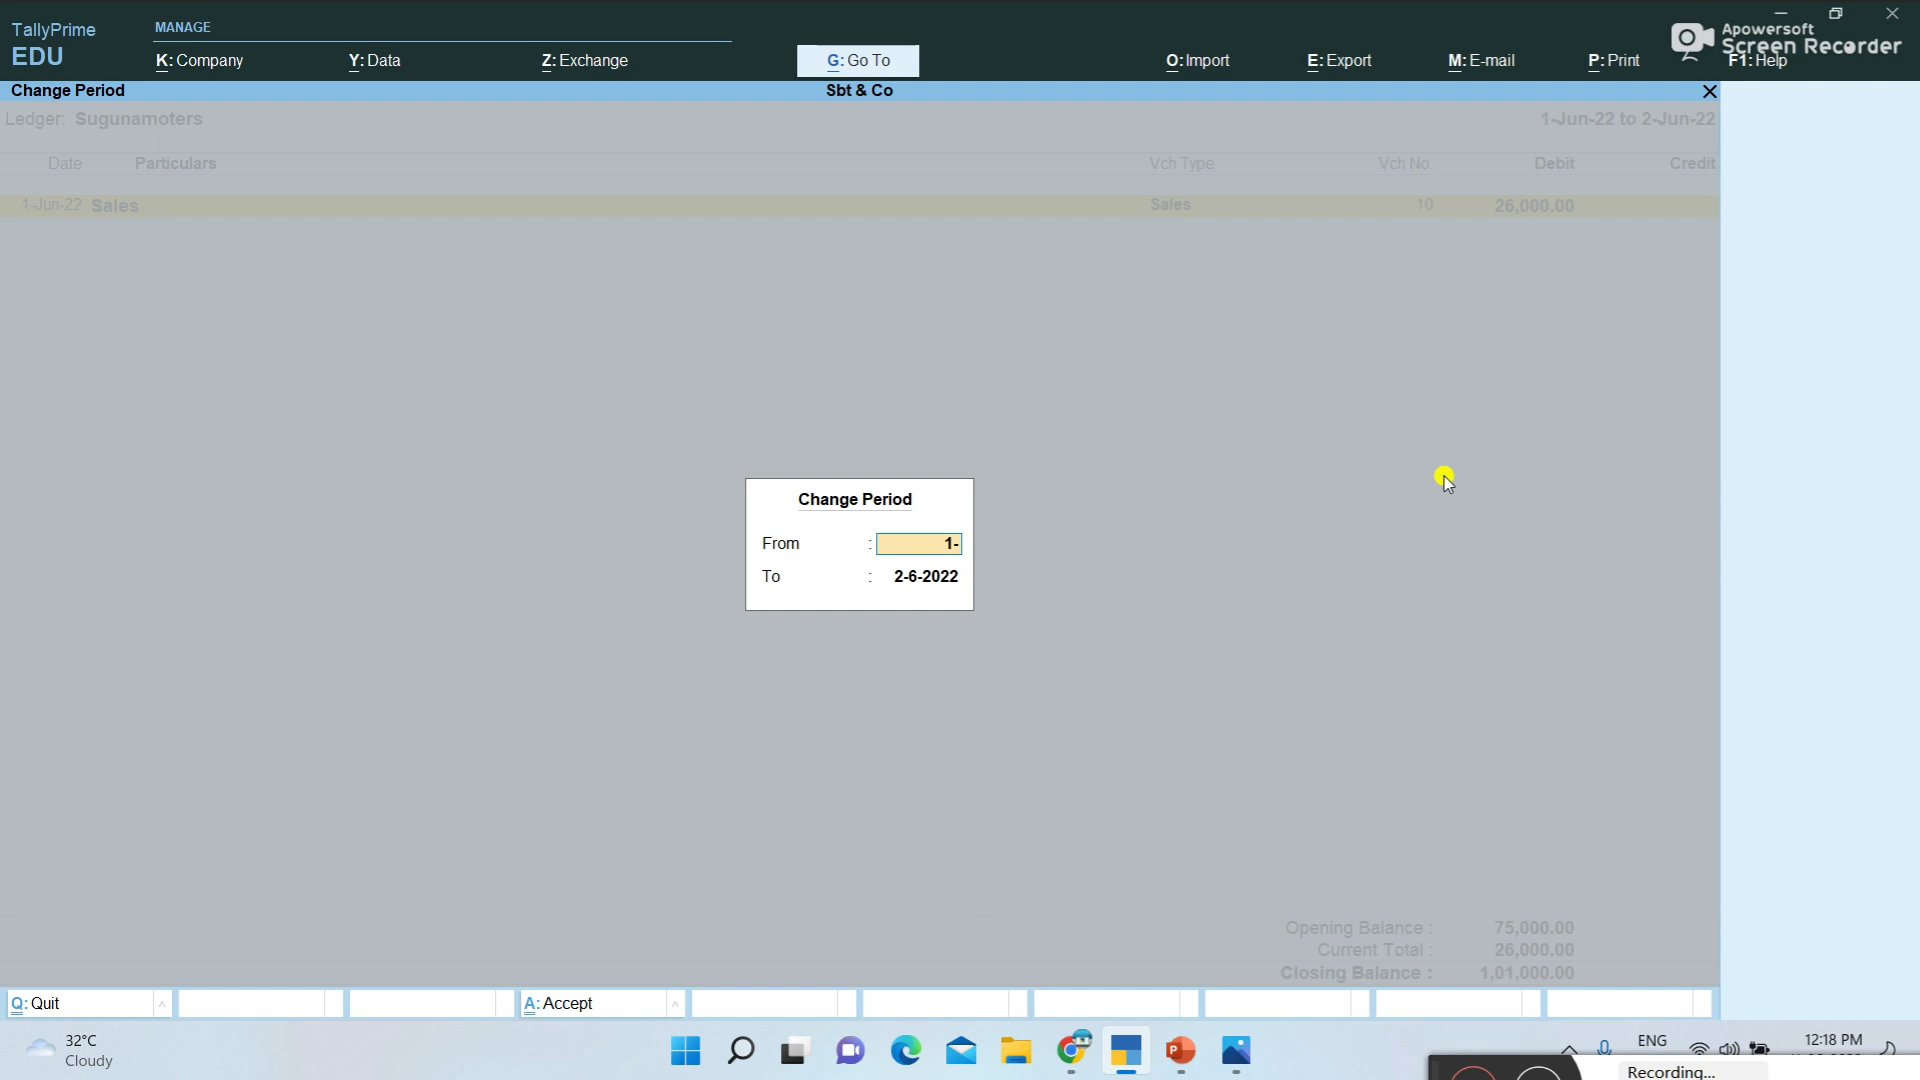 TallyPrime
EDU
MANAGE
K: Company
Y: Data
Z: Exchange
G: Go To
O: Import
E: Export
M: E-mail
P: Print
F1: Help
Apowersoft
Screen Recorder
Change Period
Sbt & Co
Ledger: Sugunamoters
1-Jun-22 to 2-Jun-22
Date Particulars Vch Type Vch No. Debit Credit
1-Jun-22 Sales Sales 10 26,000.00
Change Period
From : 1-
To : 2-6-2022
Opening Balance : 75,000.00
Current Total : 26,000.00
Closing Balance : 1,01,000.00
Q: Quit
A: Accept
32°C
Cloudy
ENG
12:18 PM
Recording...